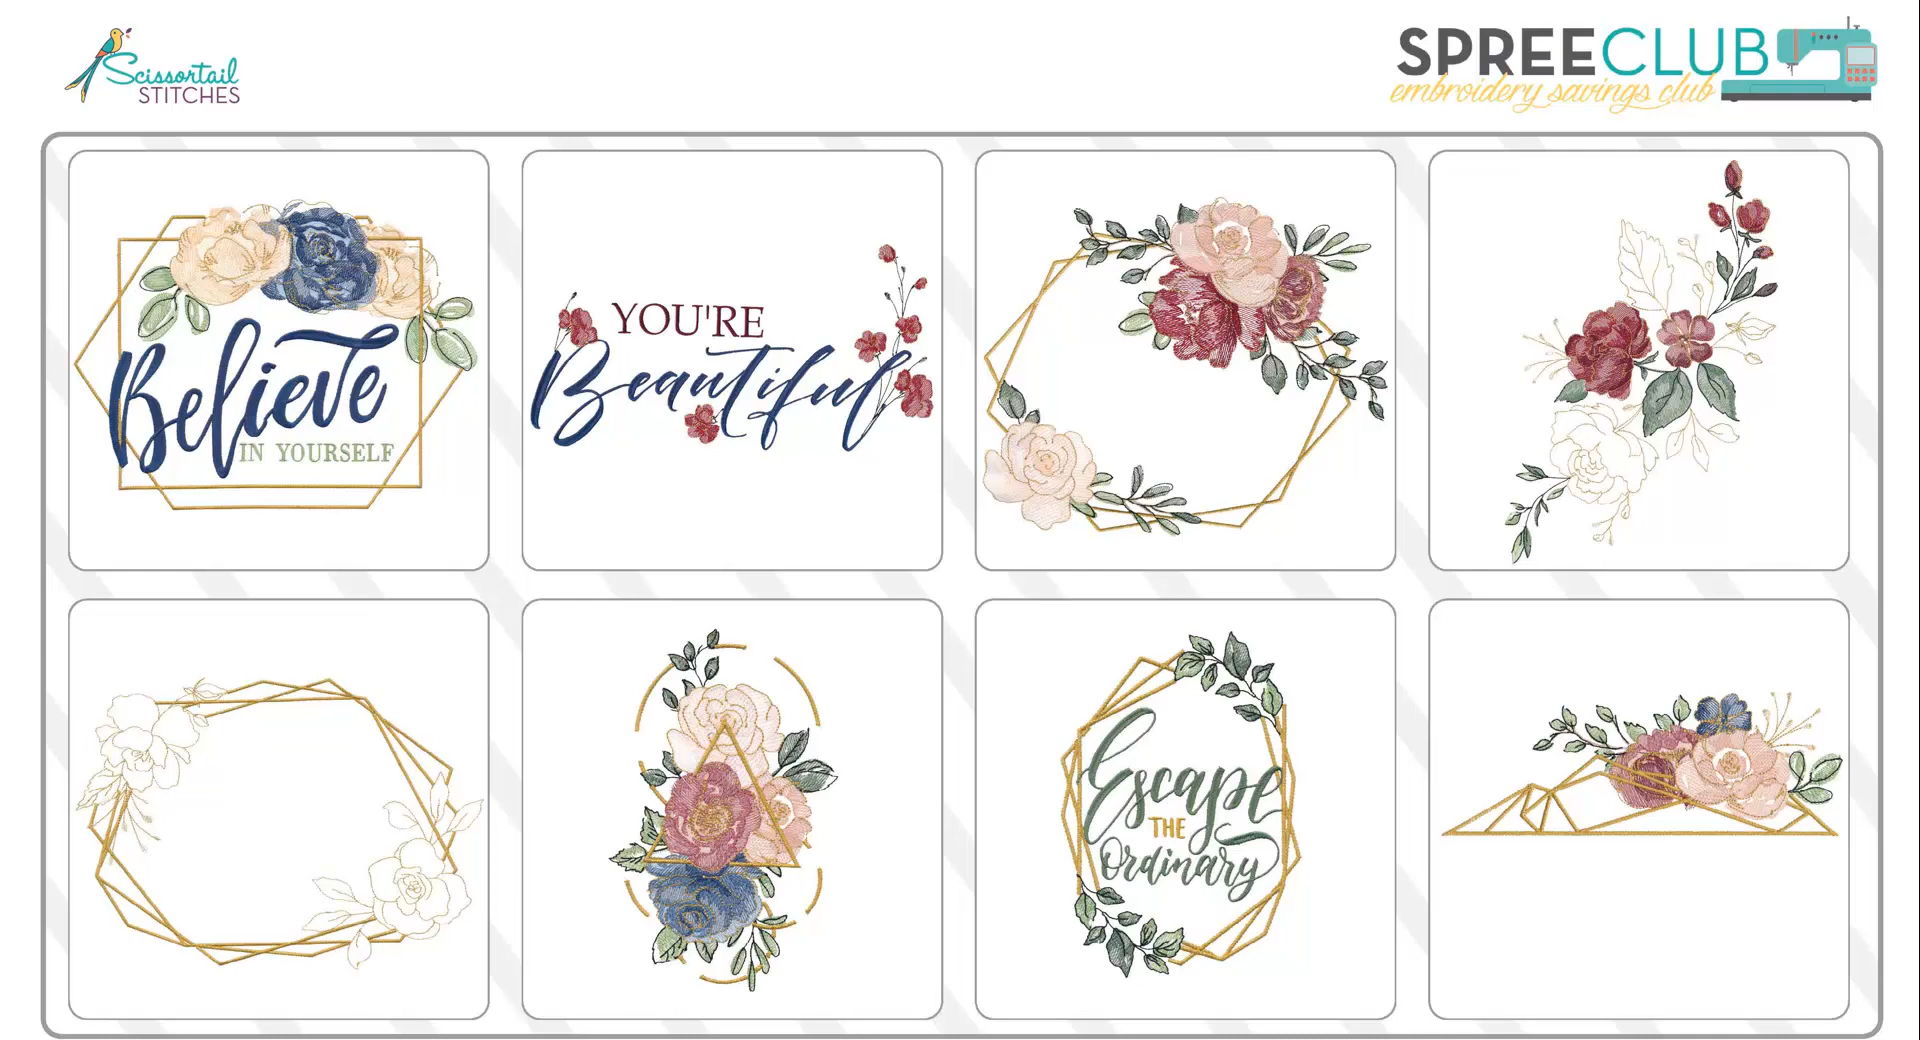 Scissortail
STITCHES
SPREECLUB
embroidery savings club
Believe
IN YOURSELF
YOU'RE
Beautiful
Escape
THE
Ordinary